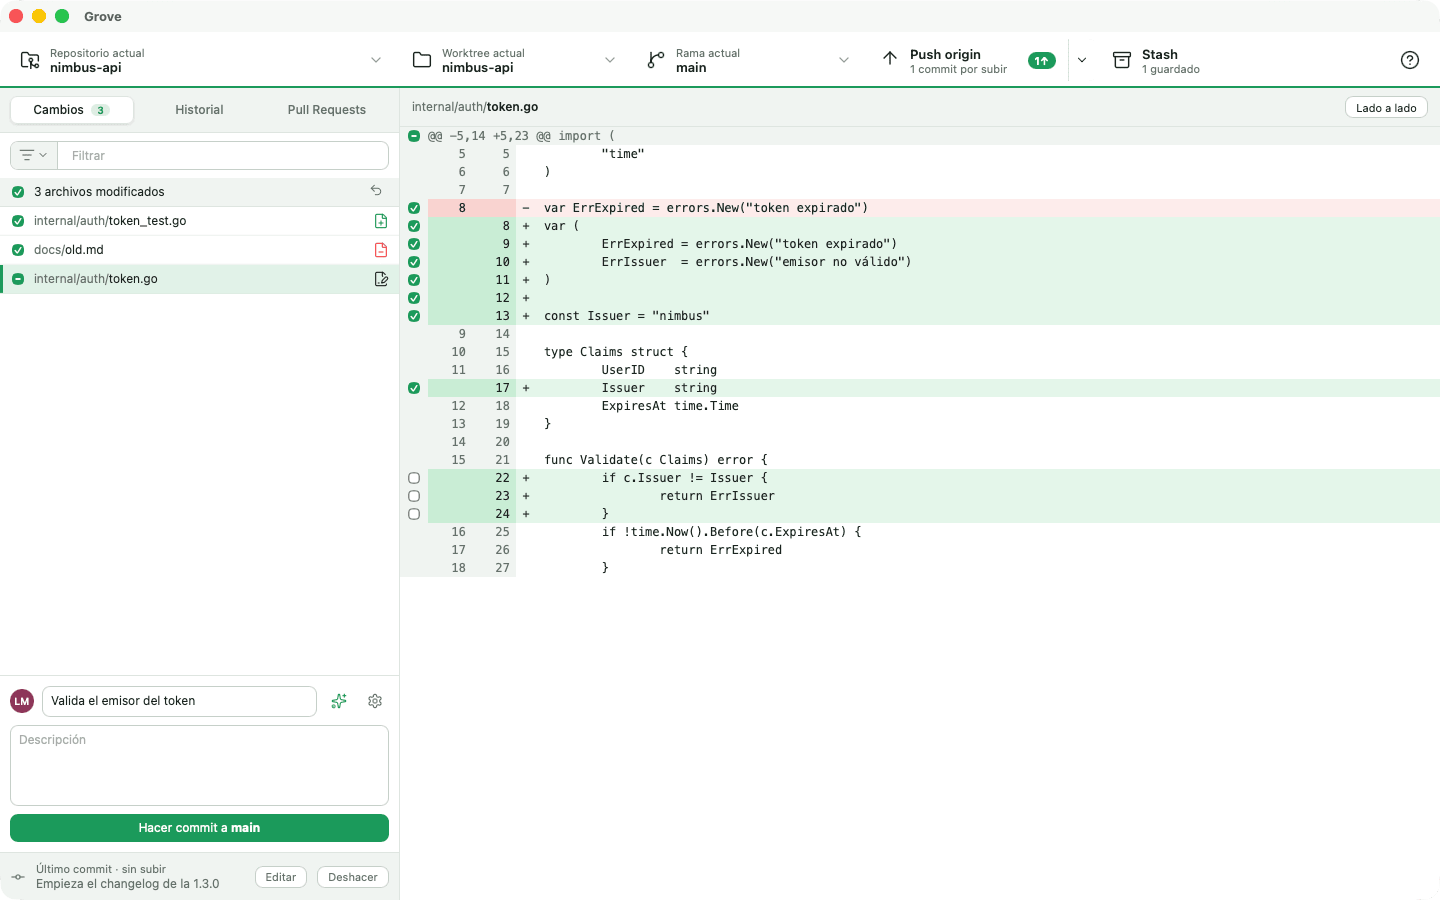 Grove
Repositorio actual
nimbus-api
Worktree actual
nimbus-api
Rama actual
main
Push origin
1 commit por subir
1↑
Stash
1 guardado
Cambios 3
Historial
Pull Requests
Filtrar
3 archivos modificados
internal/auth/token_test.go
docs/old.md
internal/auth/token.go
LM
Valida el emisor del token
Descripción
Hacer commit a main
Último commit · sin subir
Empieza el changelog de la 1.3.0
Editar
Deshacer
internal/auth/token.go
Lado a lado
@@ −5,14 +5,23 @@ import (
5 5 "time"
6 6 )
7 7
8 − var ErrExpired = errors.New("token expirado")
8 + var (
9 + ErrExpired = errors.New("token expirado")
10 + ErrIssuer  = errors.New("emisor no válido")
11 + )
12 +
13 + const Issuer = "nimbus"
9 14
10 15 type Claims struct {
11 16 UserID    string
17 + Issuer    string
12 18 ExpiresAt time.Time
13 19 }
14 20
15 21 func Validate(c Claims) error {
22 + if c.Issuer != Issuer {
23 + return ErrIssuer
24 + }
16 25 if !time.Now().Before(c.ExpiresAt) {
17 26 return ErrExpired
18 27 }